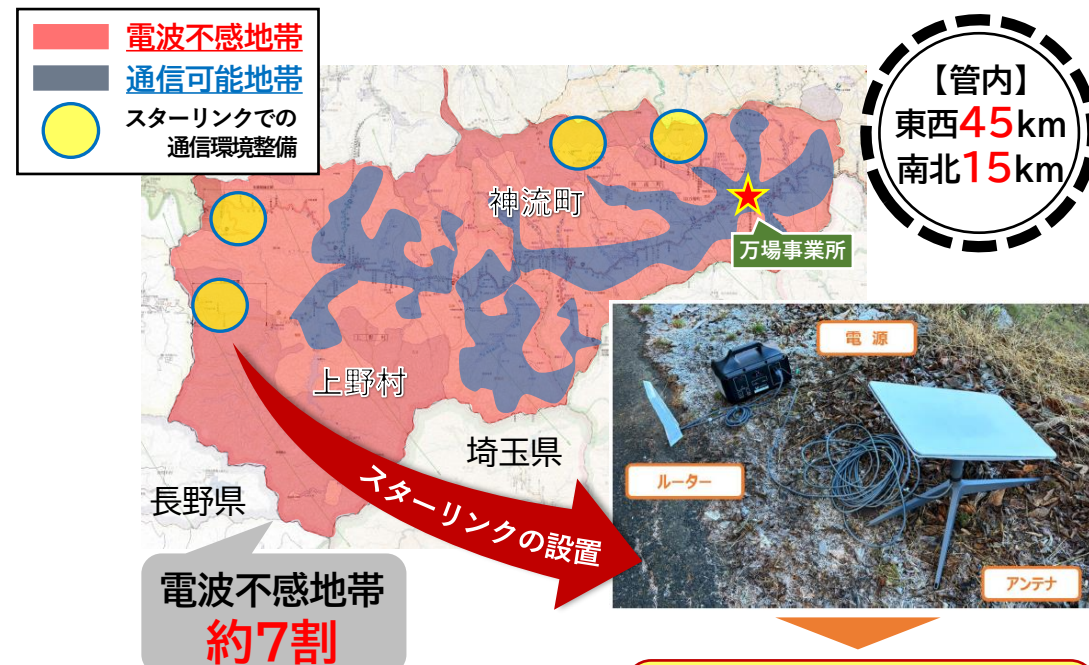 電波不感地帯
通信可能地帯
スターリンクでの
通信環境整備
【管内】
東西45km
南北15km
神流町
万場事業所
上野村
埼玉県
長野県
スターリンクの設置
電波不感地帯
約7割
電源
ルーター
アンテナ